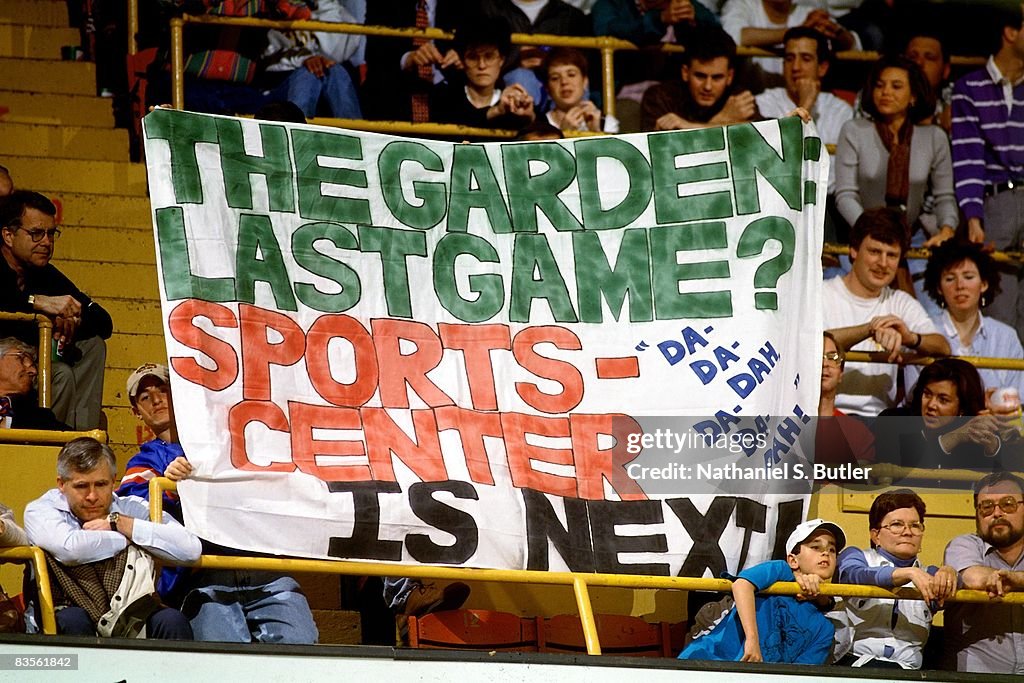 THE GARDEN:
LAST GAME?
SPORTS-
CENTER
IS NEXT!
"DA-
DA-
DAH,
DA-
DA-
DAH!"
gettyimages®
Credit: Nathaniel S. Butler
83561842